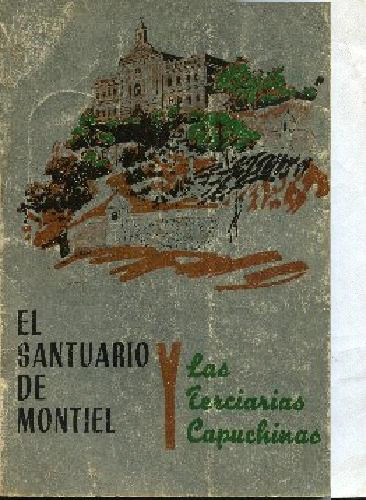 EL
SANTUARIO
DE
MONTIEL
Y
Las
Terciarias
Capuchinas